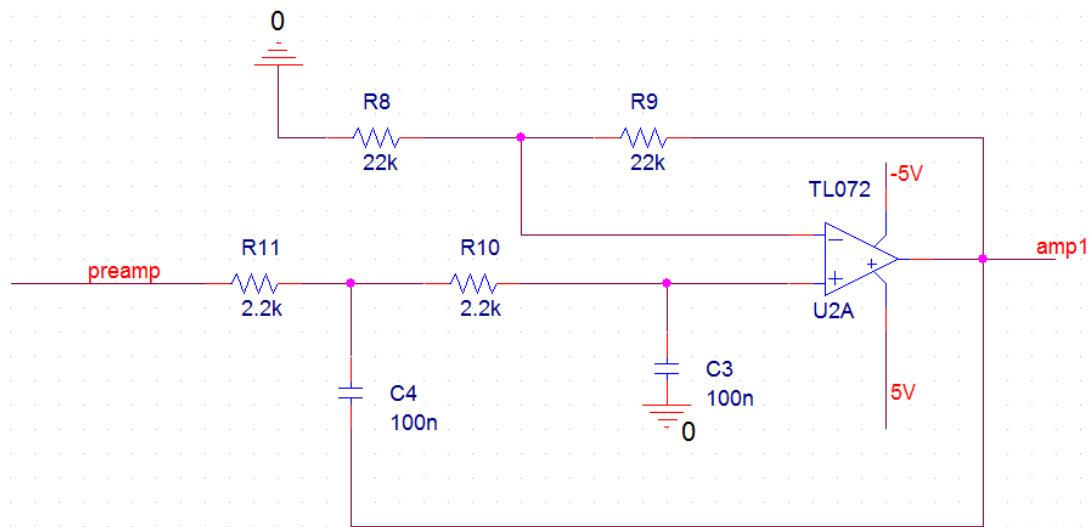 0
R8
R9
22k
22k
TL072
-5V
R11
R10
preamp
amp1
2.2k
2.2k
U2A
C4
100n
C3
100n
5V
0